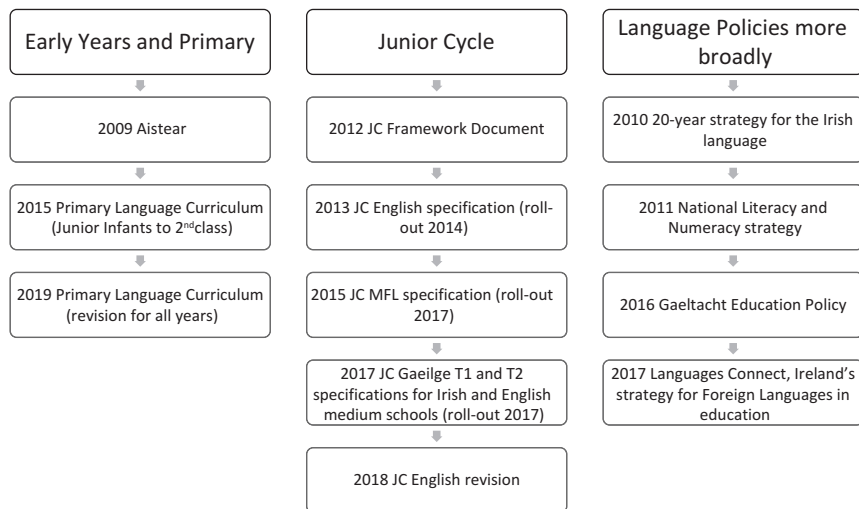 Early Years and Primary
2009 Aistear
2015 Primary Language Curriculum
(Junior Infants to 2ndclass)
2019 Primary Language Curriculum
(revision for all years)
Junior Cycle
2012 JC Framework Document
2013 JC English specification (roll-
out 2014)
2015 JC MFL specification (roll-out
2017)
2017 JC Gaeilge T1 and T2
specifications for Irish and English
medium schools (roll-out 2017)
2018 JC English revision
Language Policies more
broadly
2010 20-year strategy for the Irish
language
2011 National Literacy and
Numeracy strategy
2016 Gaeltacht Education Policy
2017 Languages Connect, Ireland’s
strategy for Foreign Languages in
education